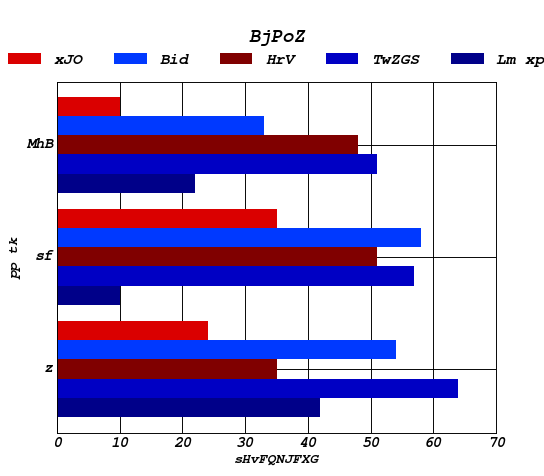 BjPoZ
xJO Bid HrV TwZGS Lm xp
MhB
sf
z
pp tk
0 10 20 30 40 50 60 70
sHvFQNJFXG